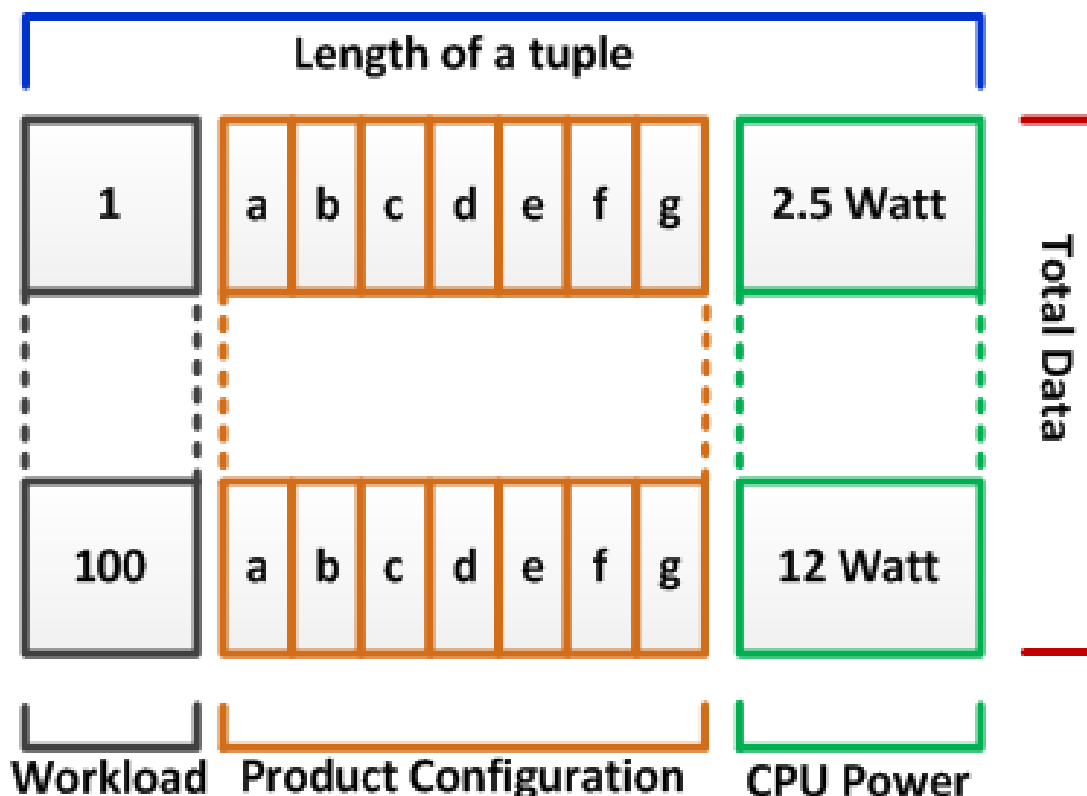 Length of a tuple
1 a b c d e f g 2.5 Watt
Total Data
100 a b c d e f g 12 Watt
Workload Product Configuration CPU Power